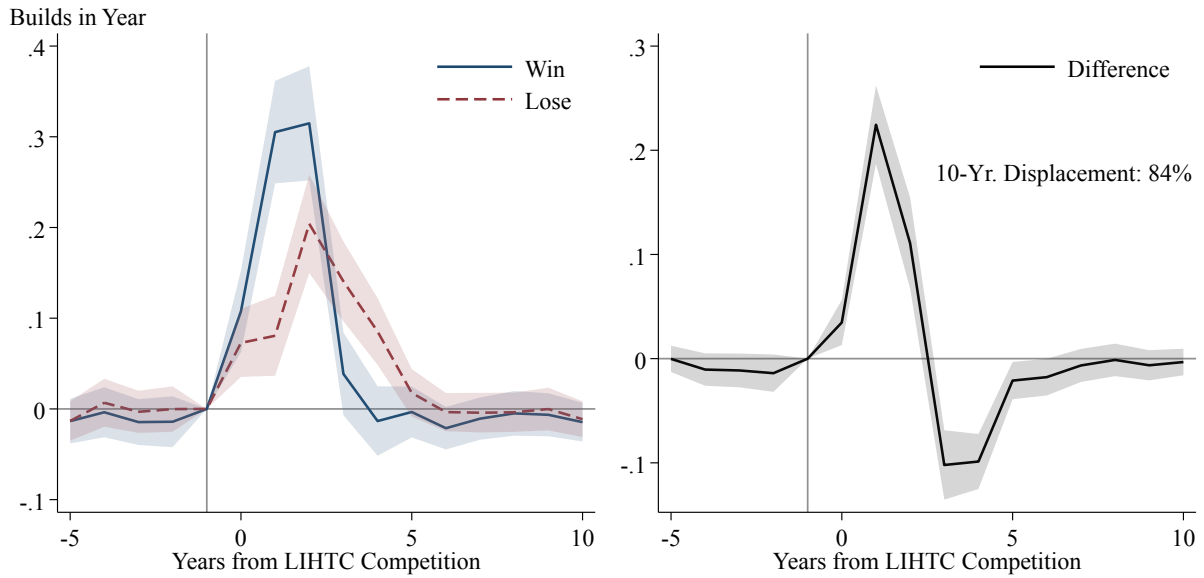 Builds in Year
.4
.3
.2
.1
0
-.1
Win
Lose
-5
0
5
10
Years from LIHTC Competition
.3
.2
.1
0
-.1
Difference
10-Yr. Displacement: 84%
-5
0
5
10
Years from LIHTC Competition